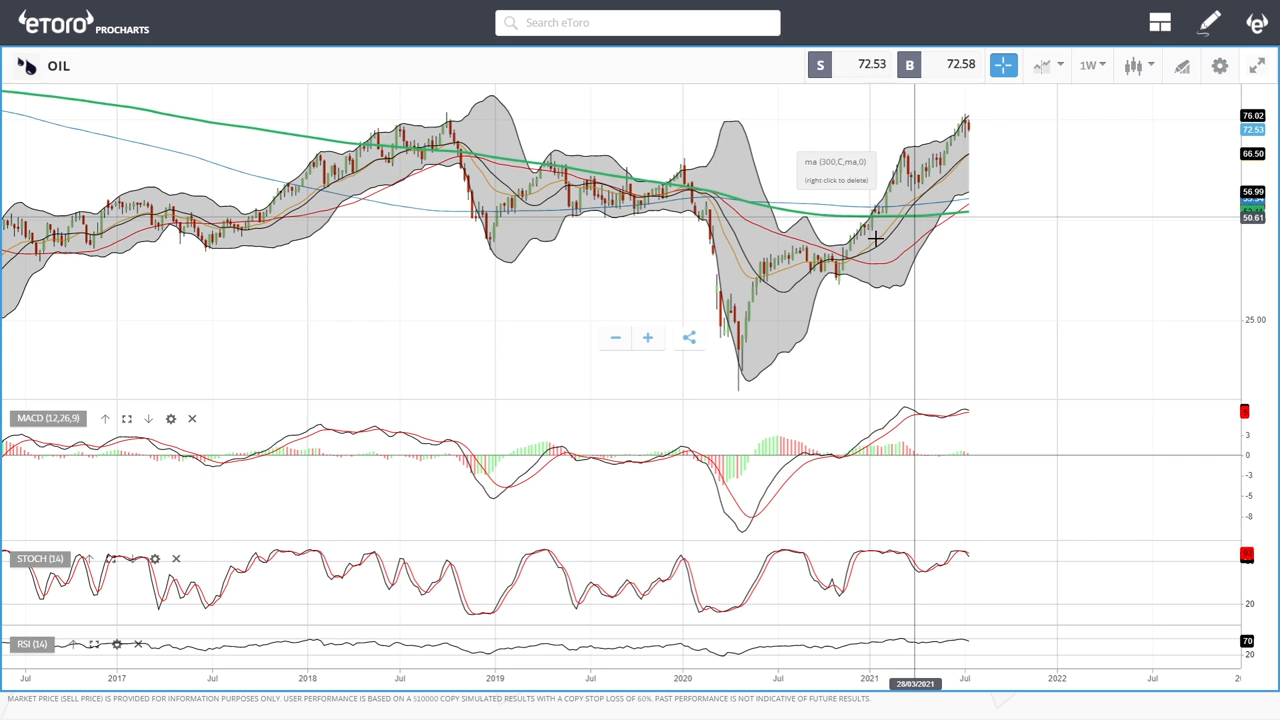 eToro PROCHARTS
Search eToro
OIL
S 72.53 B 72.58
1W
76.02
72.53
66.50
56.99
50.61
25.00
ma (300,C,ma,0)
(right click to delete)
MACD (12,26,9)
3
0
-3
-5
-8
STOCH (14)
20
RSI (14)
70
20
Jul 2017 Jul 2018 Jul 2019 Jul 2020 Jul 2021 Jul 2022 Jul
28/03/2021
MARKET PRICE (SELL PRICE) IS PROVIDED FOR INFORMATION PURPOSES ONLY. USER PERFORMANCE IS BASED ON A $10000 COPY SIMULATED RESULTS WITH A COPY STOP LOSS OF 60%. PAST PERFORMANCE IS NOT INDICATIVE OF FUTURE RESULTS.